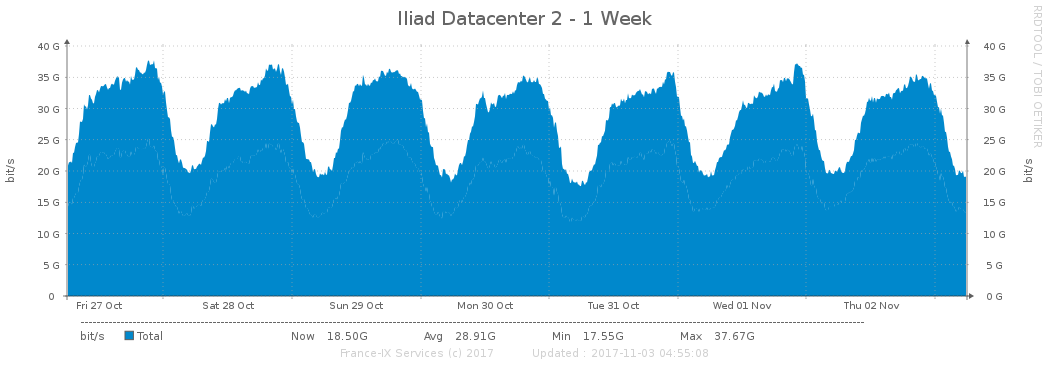 Iliad Datacenter 2 - 1 Week
RRDTOOL / TOBI OETIKER
40 G 40 G
35 G 35 G
30 G 30 G
25 G 25 G
20 G 20 G
15 G 15 G
10 G 10 G
5 G 5 G
0 0 G
bit/s bit/s
Fri 27 Oct Sat 28 Oct Sun 29 Oct Mon 30 Oct Tue 31 Oct Wed 01 Nov Thu 02 Nov
bit/s Total Now 18.50G Avg 28.91G Min 17.55G Max 37.67G
France-IX Services (c) 2017 Updated : 2017-11-03 04:55:08